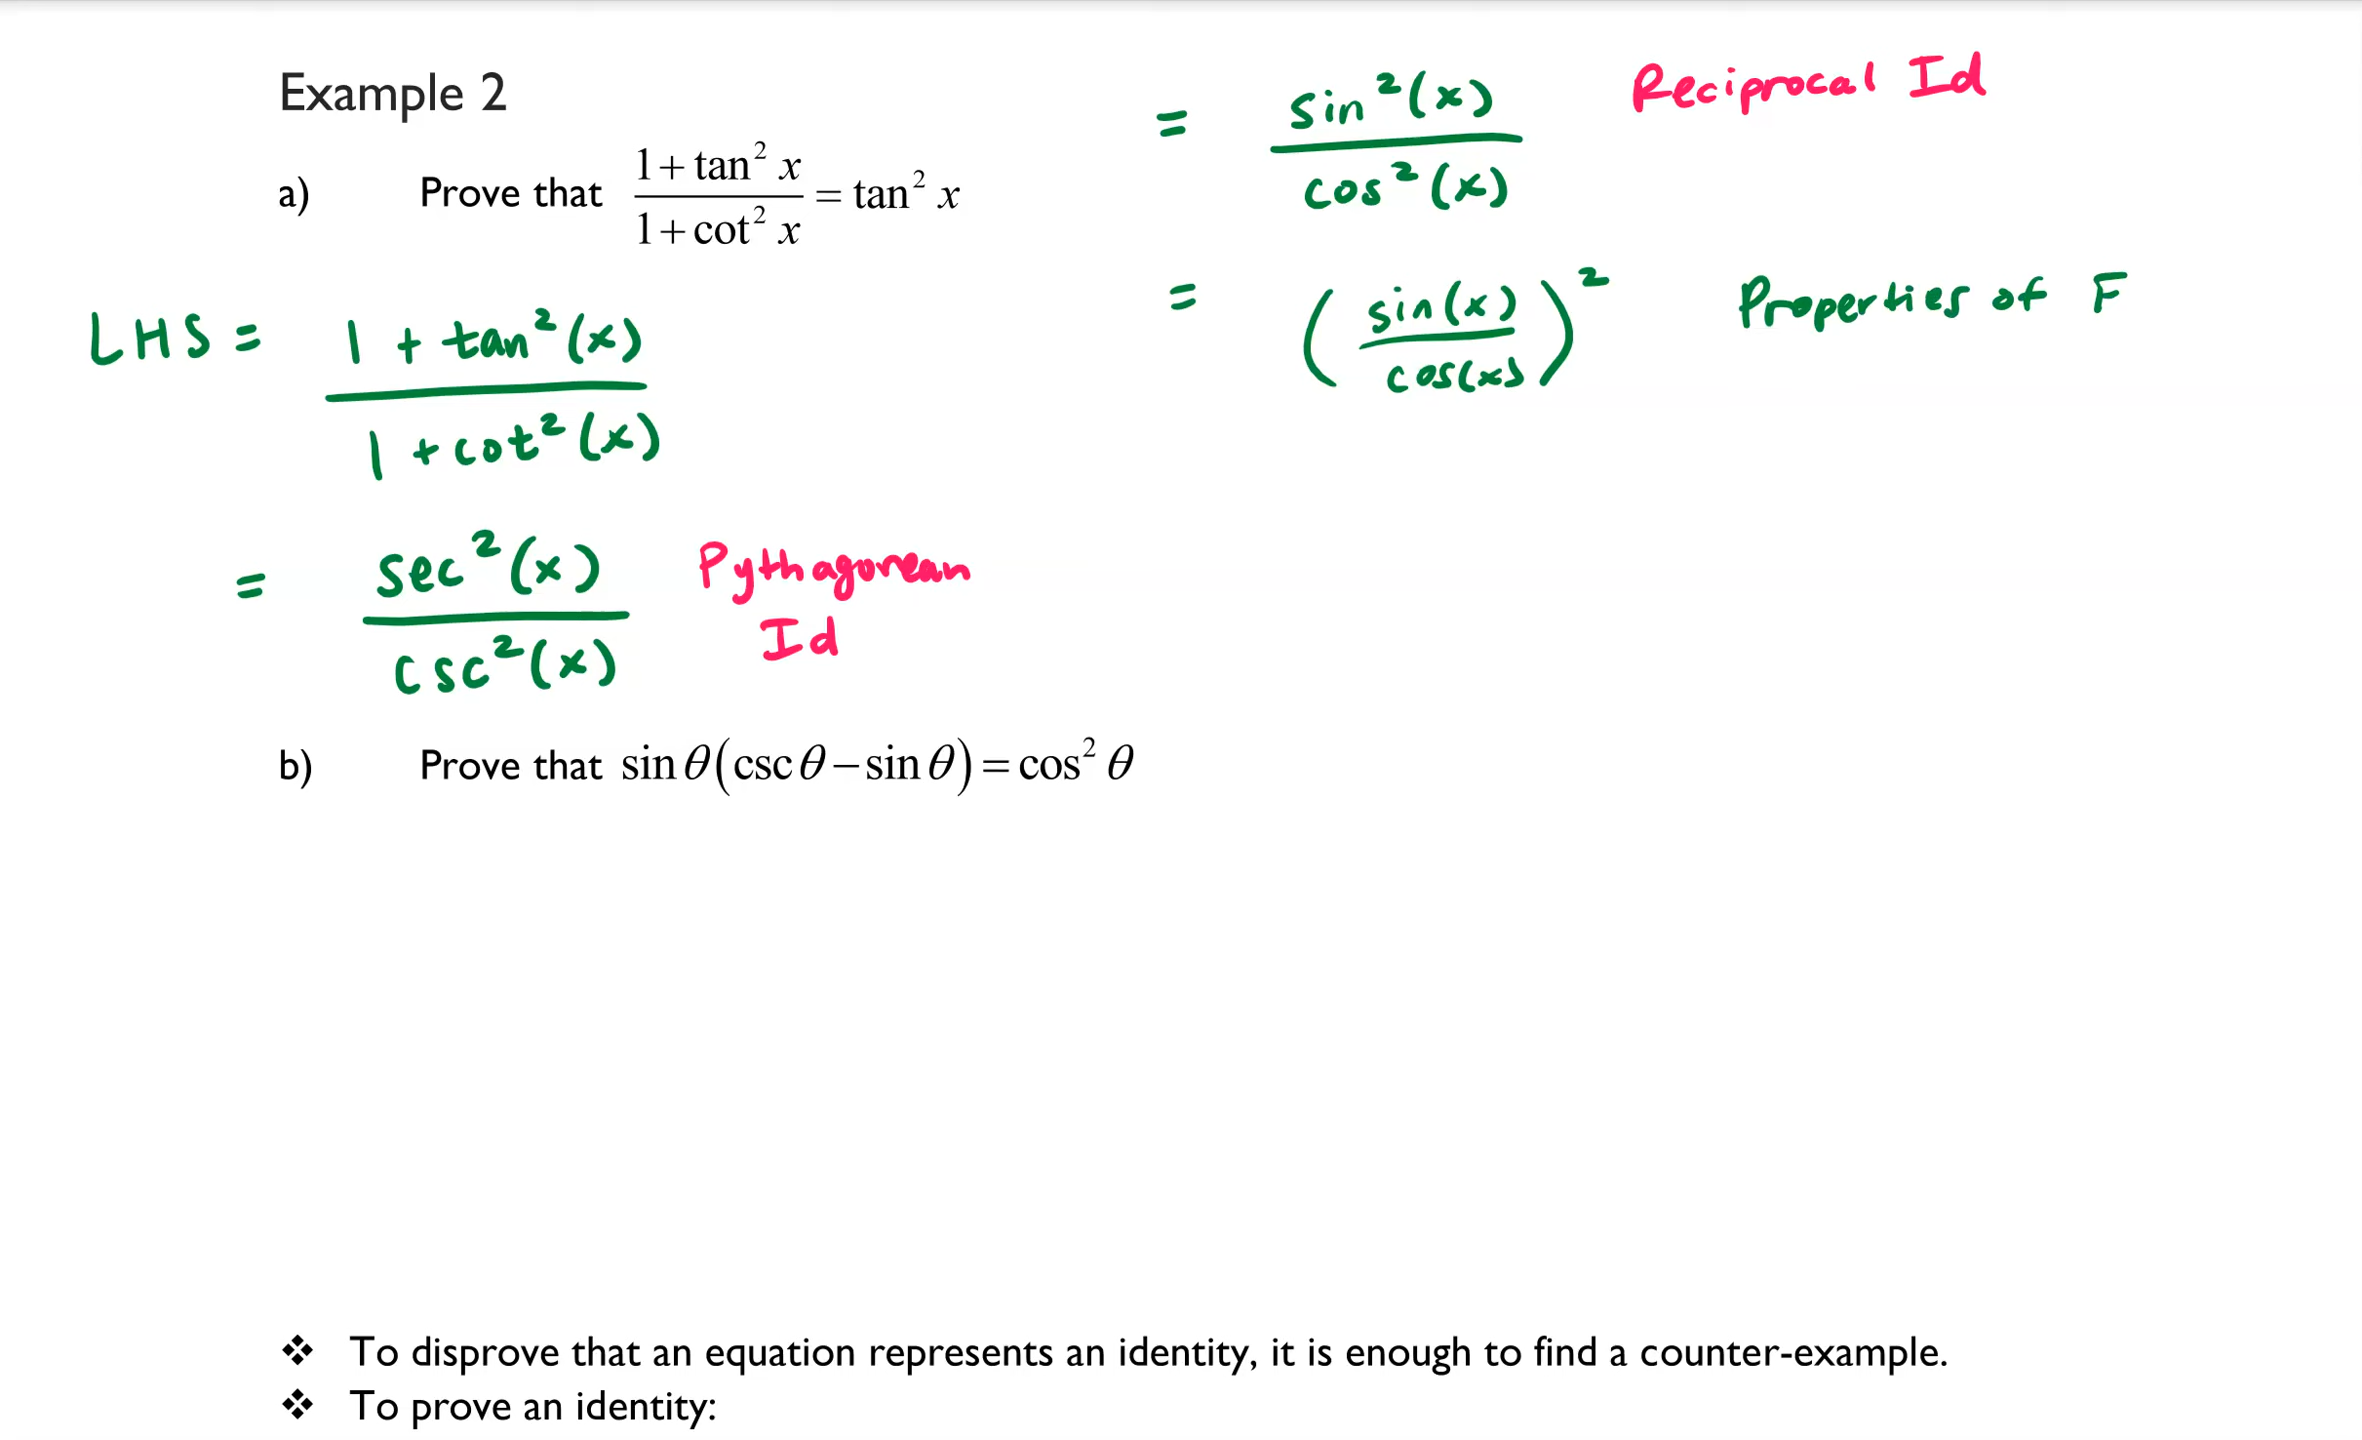 Example 2
a) Prove that (1 + tan² x)/(1 + cot² x) = tan² x
LHS = (1 + tan²(x))/(1 + cot²(x))
= sec²(x)/csc²(x) Pythagorean
Id
= sin²(x)/cos²(x) Reciprocal Id
= (sin(x)/cos(x))² Properties of F
b) Prove that sin θ(csc θ − sin θ) = cos² θ
❖ To disprove that an equation represents an identity, it is enough to find a counter-example.
❖ To prove an identity: